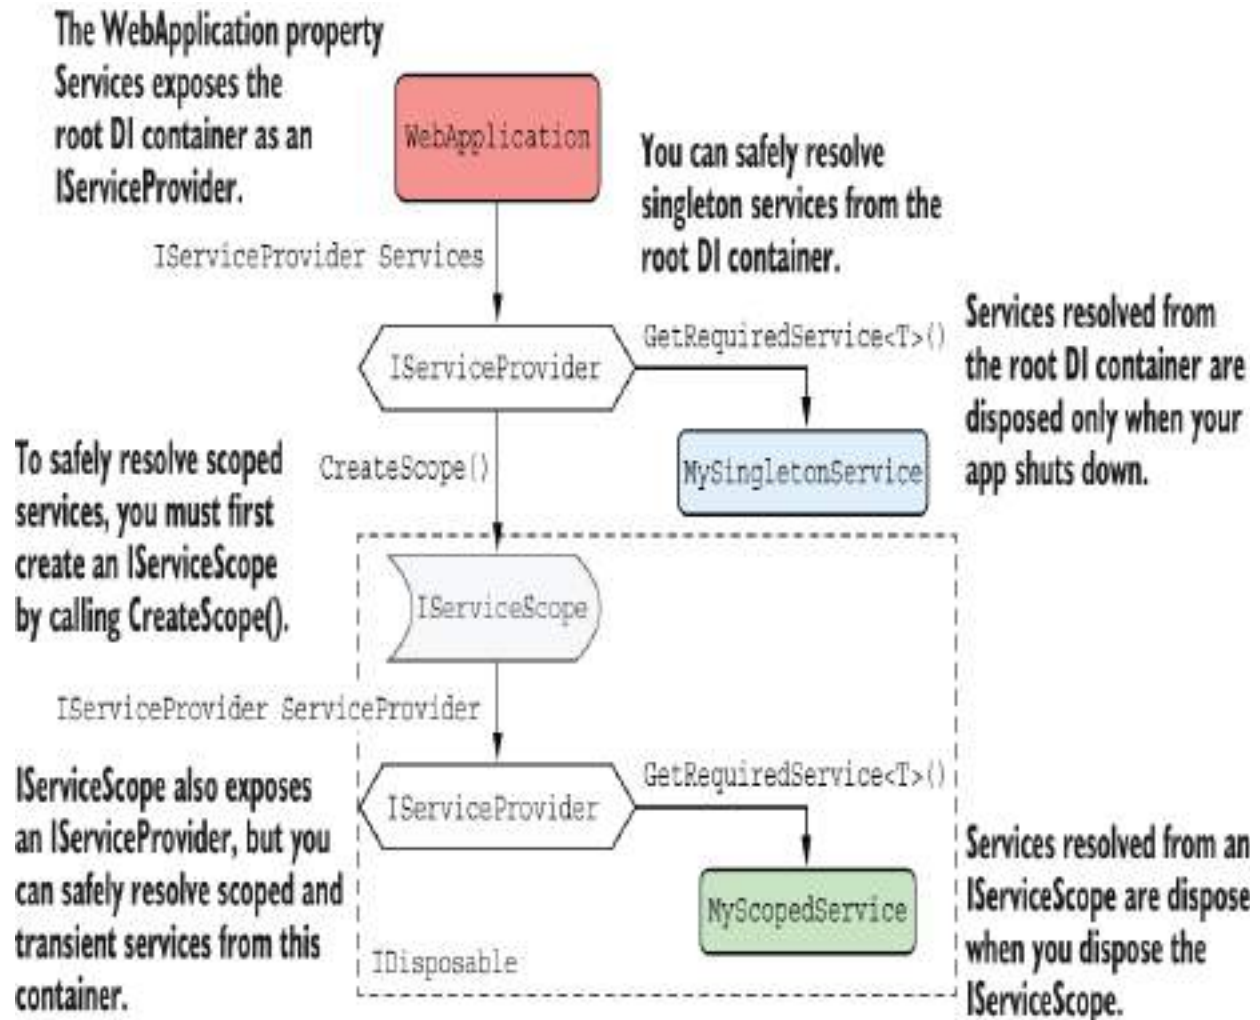 The WebApplication property
Services exposes the
root DI container as an
IServiceProvider.
WebApplication
You can safely resolve
singleton services from the
root DI container.
IServiceProvider Services
GetRequiredService<T>()
IServiceProvider
Services resolved from
the root DI container are
disposed only when your
app shuts down.
To safely resolve scoped
services, you must first
create an IServiceScope
by calling CreateScope().
CreateScope()
MySingletonService
IServiceScope
IServiceProvider ServiceProvider
GetRequiredService<T>()
IServiceProvider
IServiceScope also exposes
an IServiceProvider, but you
can safely resolve scoped and
transient services from this
container.
MyScopedService
IDisposable
Services resolved from an
IServiceScope are dispose
when you dispose the
IServiceScope.